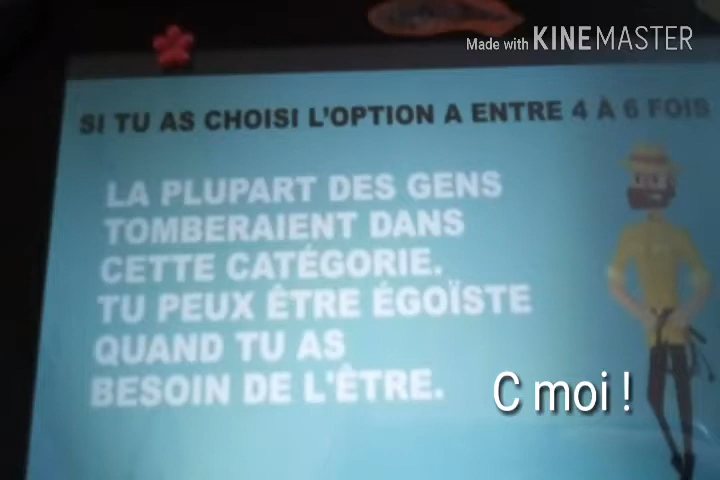 Made with KINEMASTER
SI TU AS CHOISI L'OPTION A ENTRE 4 À 6 FOIS
LA PLUPART DES GENS
TOMBERAIENT DANS
CETTE CATÉGORIE.
TU PEUX ÊTRE ÉGOÏSTE
QUAND TU AS
BESOIN DE L'ÊTRE.
C moi !